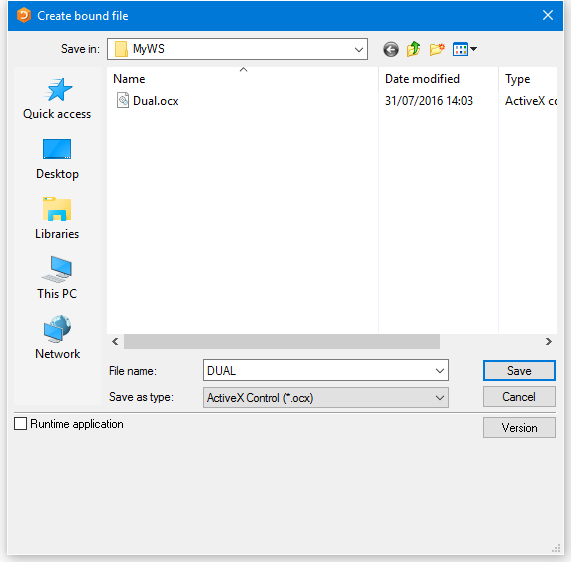 Create bound file
Save in: MyWS
Name Date modified Type
Dual.ocx 31/07/2016 14:03 ActiveX co
Quick access
Desktop
Libraries
This PC
Network
File name: DUAL Save
Save as type: ActiveX Control (*.ocx) Cancel
Runtime application Version